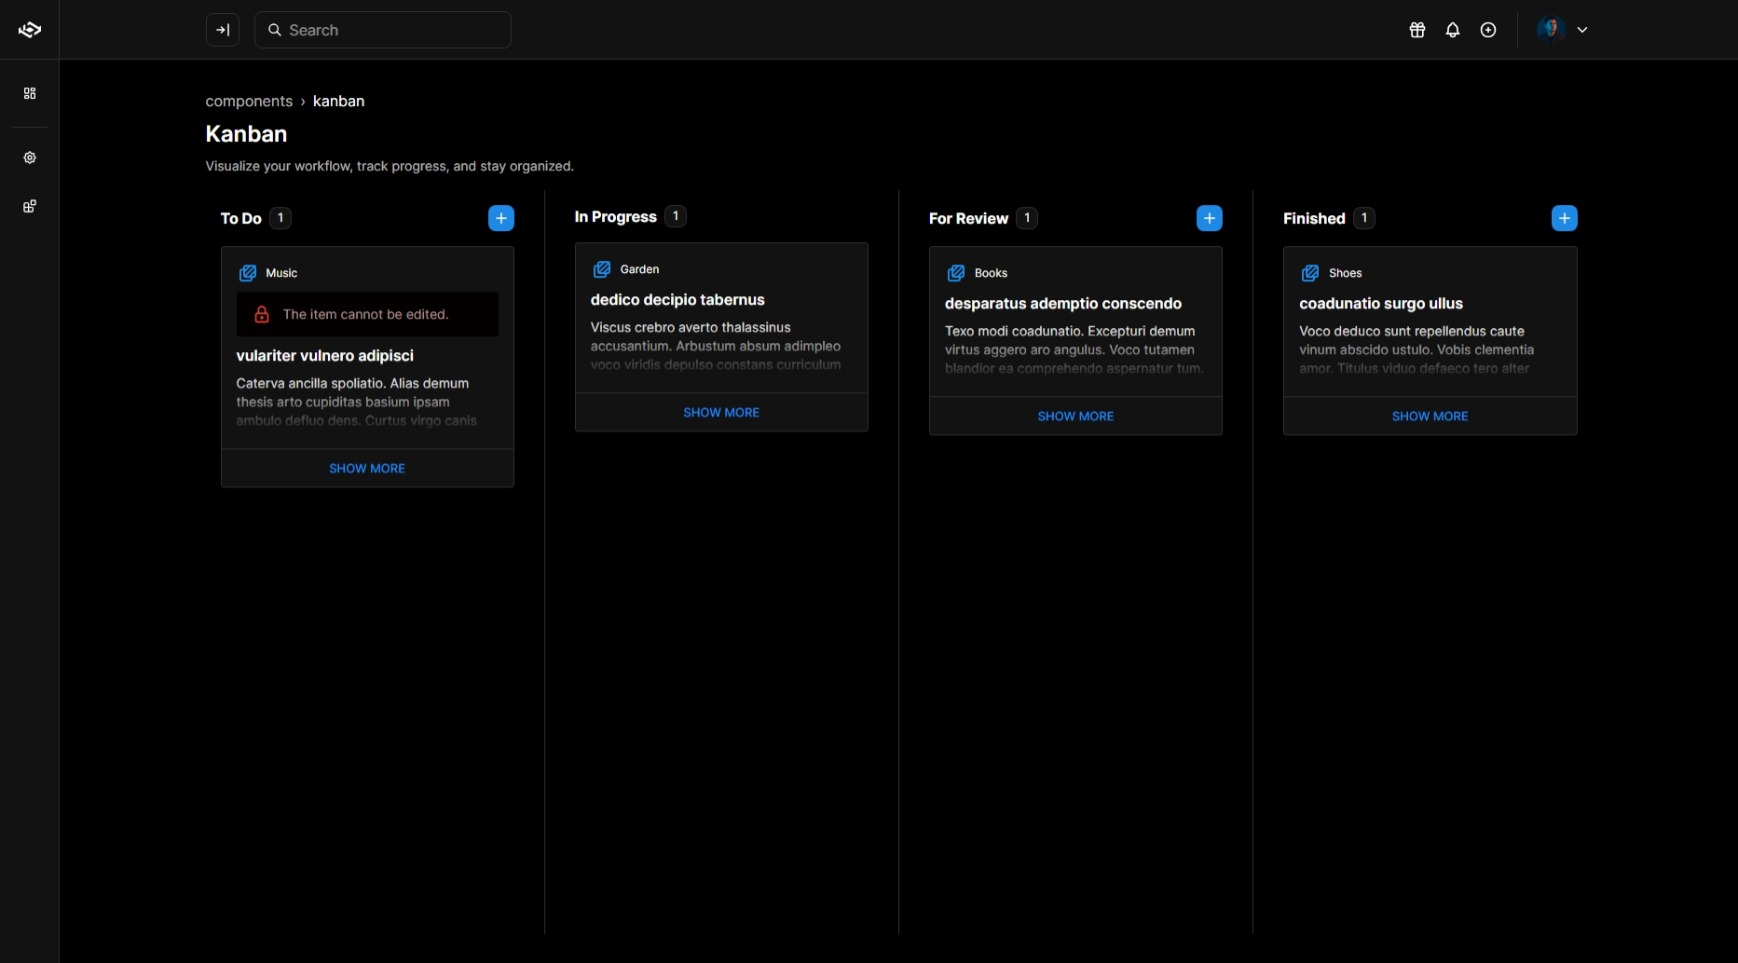 Search
components › kanban
Kanban
Visualize your workflow, track progress, and stay organized.
To Do 1
Music
The item cannot be edited.
vulariter vulnero adipisci
Caterva ancilla spoliatio. Alias demum
thesis arto cupiditas basium ipsam
ambulo defluo dens. Curtus virgo canis
SHOW MORE
In Progress 1
Garden
dedico decipio tabernus
Viscus crebro averto thalassinus
accusantium. Arbustum absum adimpleo
voco viridis depulso constans curriculum
SHOW MORE
For Review 1
Books
desparatus ademptio conscendo
Texo modi coadunatio. Excepturi demum
virtus aggero aro angulus. Voco tutamen
blandior ea comprehendo aspernatur tum.
SHOW MORE
Finished 1
Shoes
coadunatio surgo ullus
Voco deduco sunt repellendus caute
vinum abscido ustulo. Vobis clementia
amor. Titulus viduo defaeco tero alter
SHOW MORE